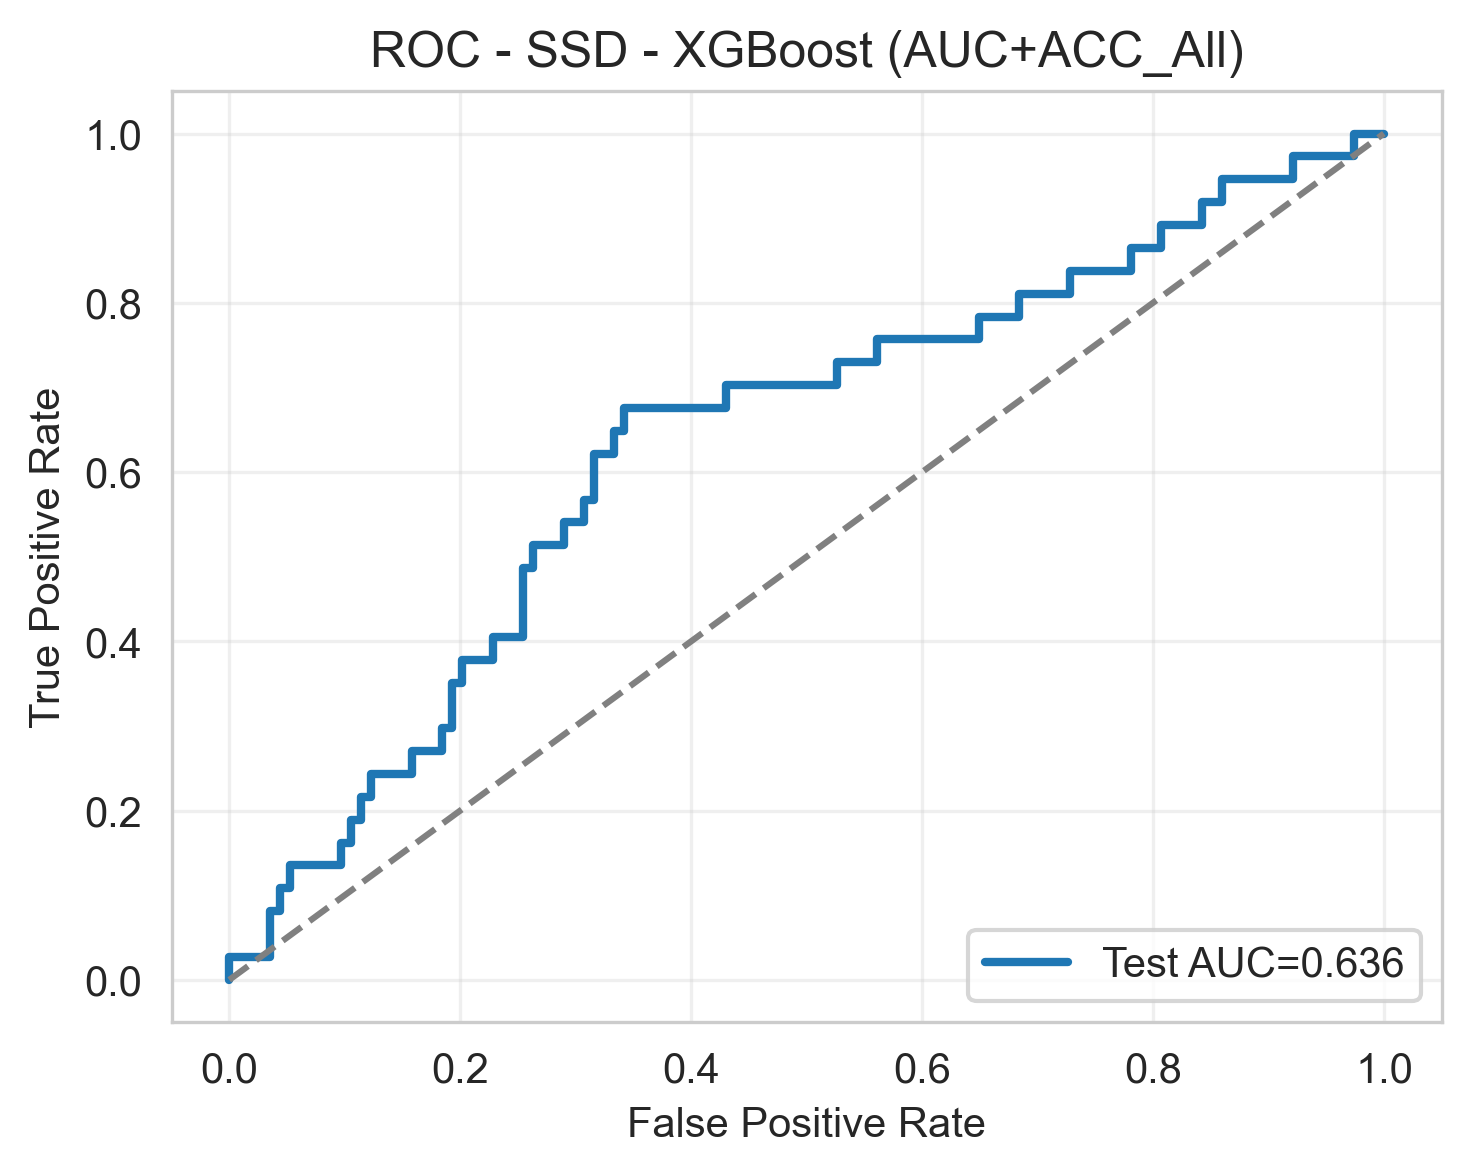 ROC - SSD - XGBoost (AUC+ACC_All)
True Positive Rate
1.0
0.8
0.6
0.4
0.2
0.0
Test AUC=0.636
0.0 0.2 0.4 0.6 0.8 1.0
False Positive Rate